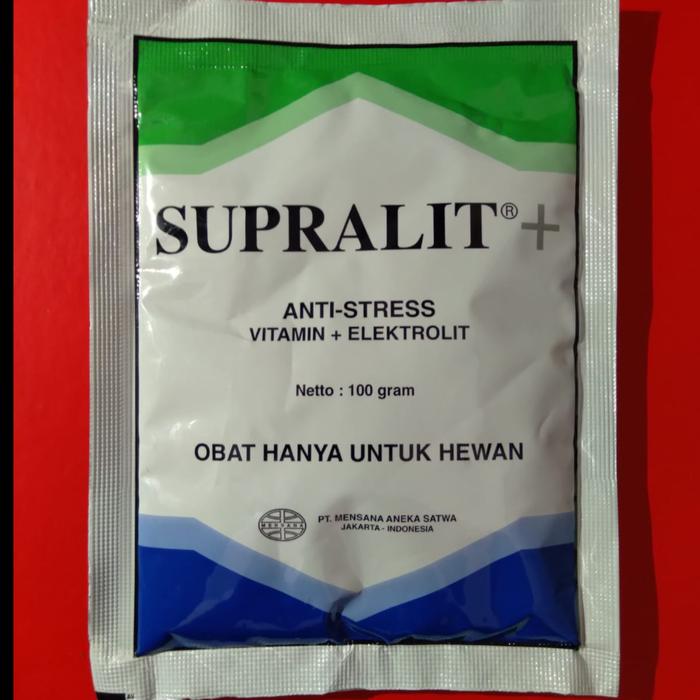 SUPRALIT®+
ANTI-STRESS
VITAMIN + ELEKTROLIT
Netto : 100 gram
OBAT HANYA UNTUK HEWAN
MENSANA
PT. MENSANA ANEKA SATWA
JAKARTA - INDONESIA